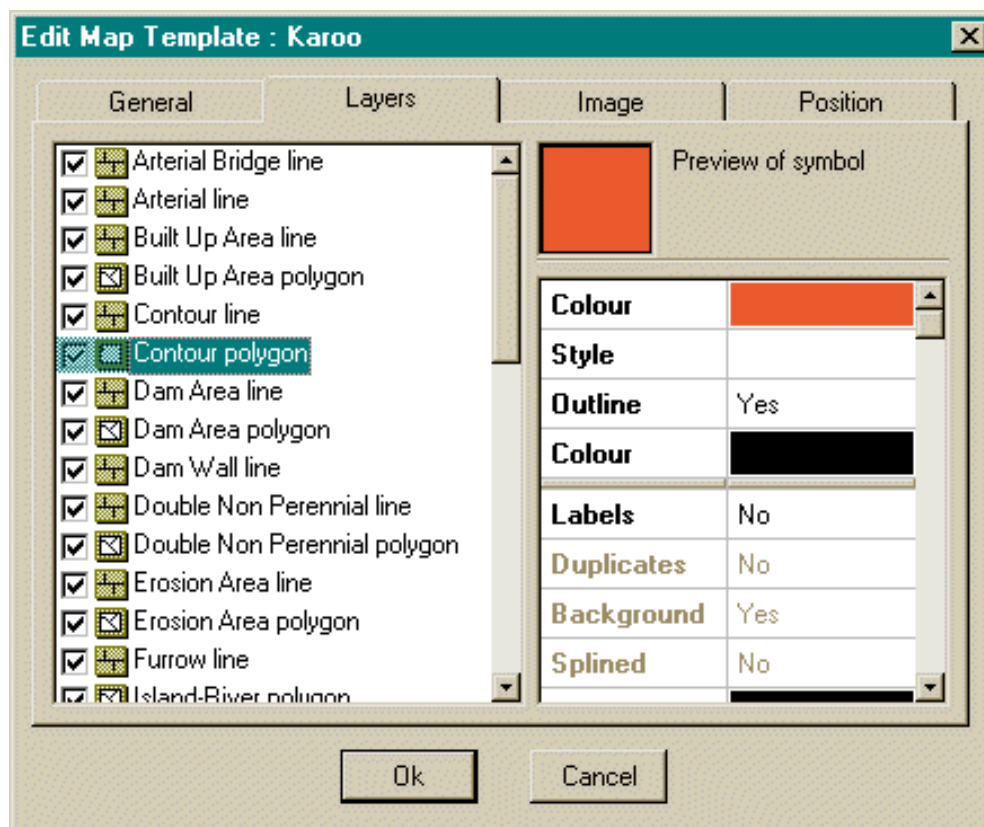 Edit Map Template : Karoo
General
Layers
Image
Position
Arterial Bridge line
Arterial line
Built Up Area line
Built Up Area polygon
Contour line
Contour polygon
Dam Area line
Dam Area polygon
Dam Wall line
Double Non Perennial line
Double Non Perennial polygon
Erosion Area line
Erosion Area polygon
Furrow line
Island-River polygon
Preview of symbol
Colour
Style
Outline Yes
Colour
Labels No
Duplicates No
Background Yes
Splined No
Ok
Cancel